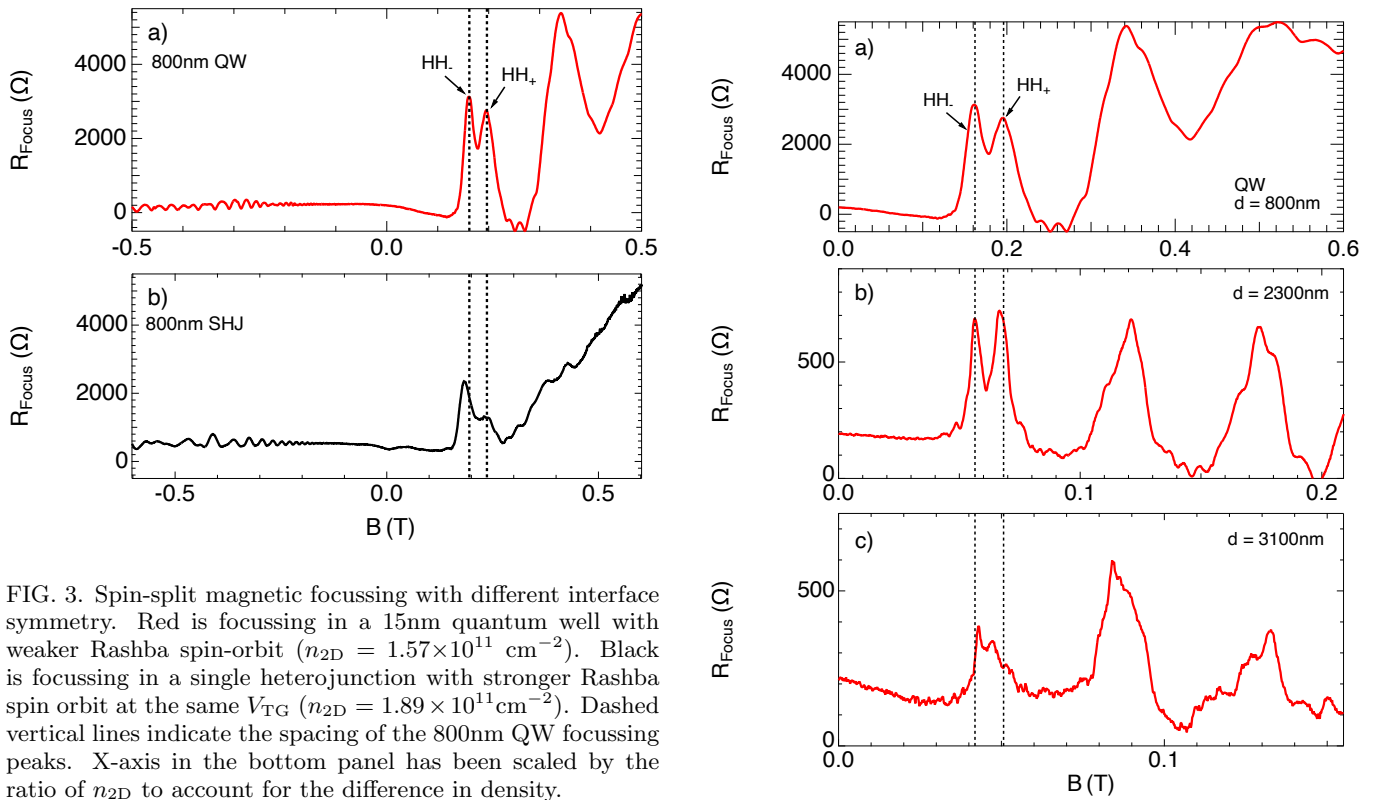 a)
800nm QW
HH-
HH+
RFocus (Ω)
4000
2000
0
-0.5
0.0
0.5
b)
800nm SHJ
RFocus (Ω)
4000
2000
0
-0.5
0.0
0.5
B (T)
FIG. 3. Spin-split magnetic focussing with different interface
symmetry. Red is focussing in a 15nm quantum well with
weaker Rashba spin-orbit (n2D = 1.57×10^11 cm^−2). Black
is focussing in a single heterojunction with stronger Rashba
spin orbit at the same VTG (n2D = 1.89 × 10^11cm^−2). Dashed
vertical lines indicate the spacing of the 800nm QW focussing
peaks. X-axis in the bottom panel has been scaled by the
ratio of n2D to account for the difference in density.
a)
HH-
HH+
QW
d = 800nm
RFocus (Ω)
4000
2000
0
0.0
0.2
0.4
0.6
b)
d = 2300nm
RFocus (Ω)
500
0
0.0
0.1
0.2
c)
d = 3100nm
RFocus (Ω)
500
0
0.0
0.1
B (T)